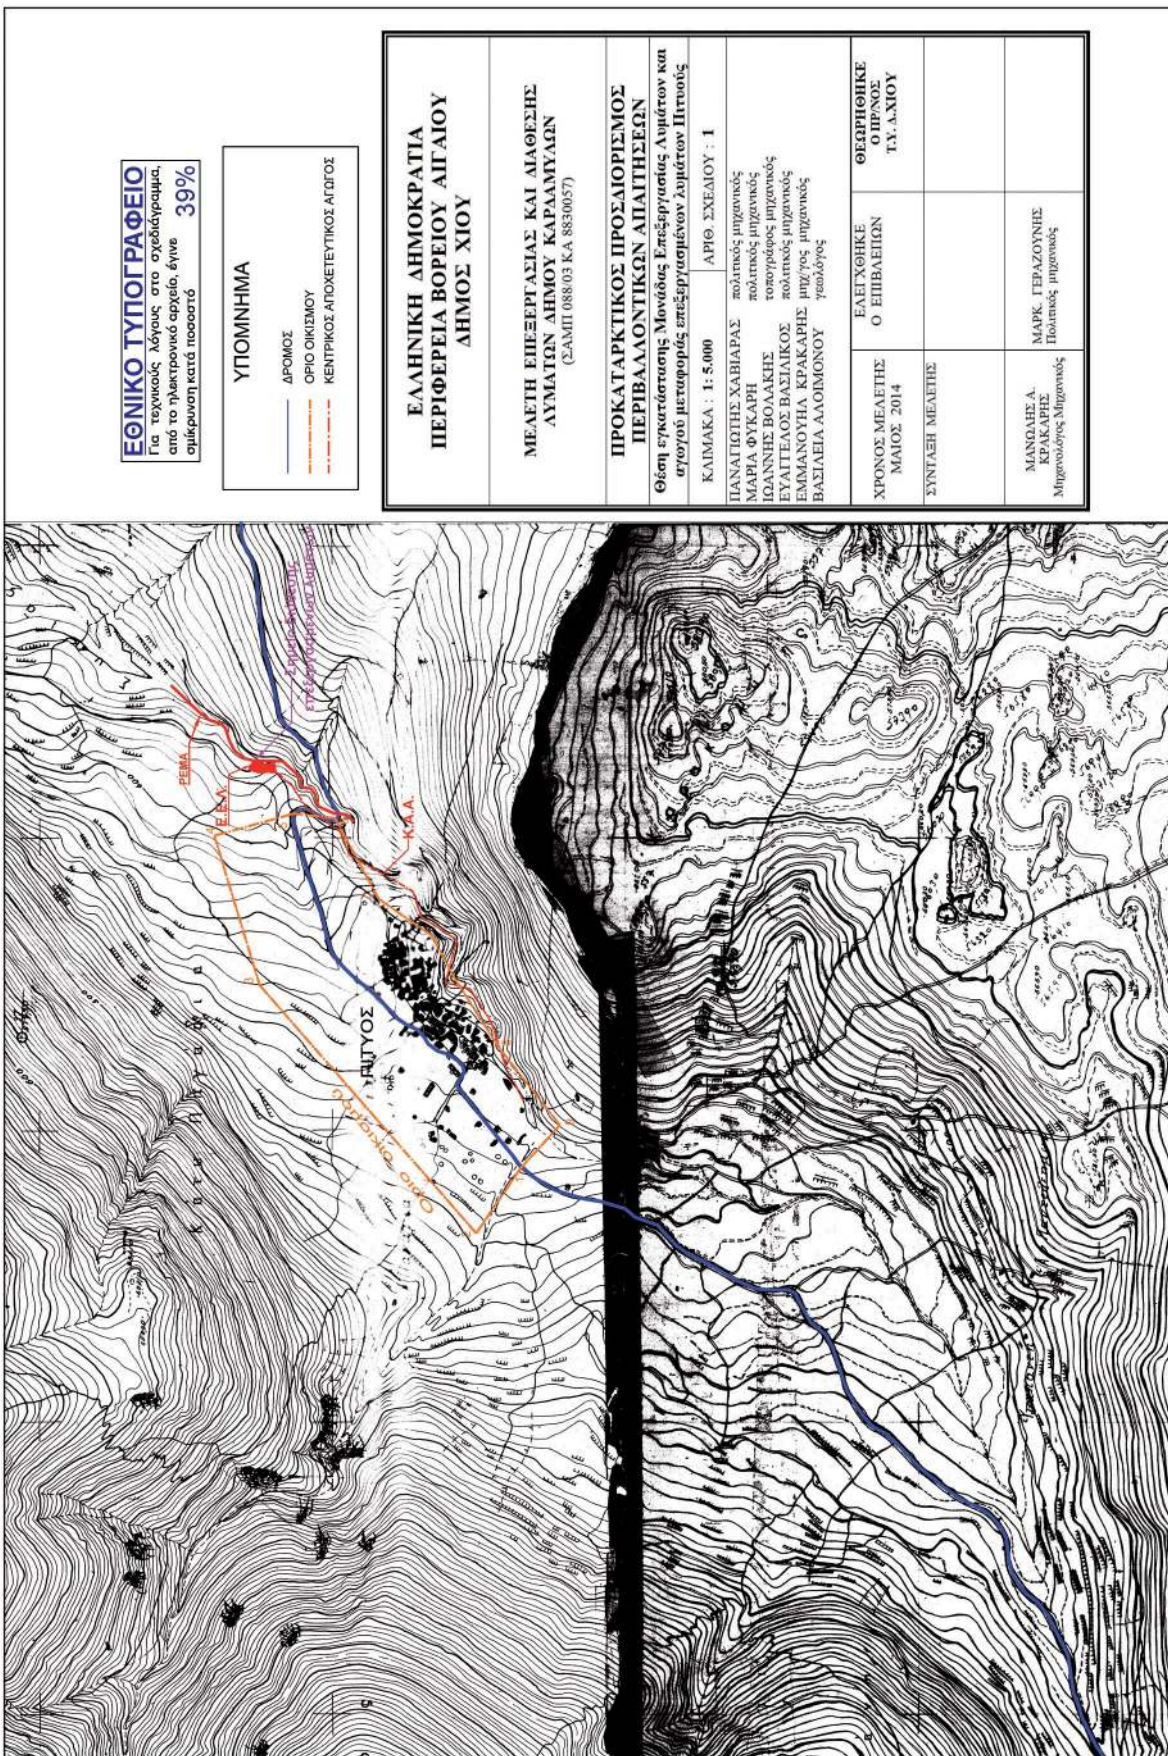 ΕΘΝΙΚΟ ΤΥΠΟΓΡΑΦΕΙΟ
Για τεχνικούς λόγους στο σχεδιάγραμμα,
από το ηλεκτρονικό αρχείο, έγινε
σμίκρυνση κατά ποσοστό 39%
ΥΠΟΜΝΗΜΑ
ΔΡΟΜΟΣ
ΟΡΙΟ ΟΙΚΙΣΜΟΥ
ΚΕΝΤΡΙΚΟΣ ΑΠΟΧΕΤΕΥΤΙΚΟΣ ΑΓΩΓΟΣ
ΕΛΛΗΝΙΚΗ ΔΗΜΟΚΡΑΤΙΑ
ΠΕΡΙΦΕΡΕΙΑ ΒΟΡΕΙΟΥ ΑΙΓΑΙΟΥ
ΔΗΜΟΣ ΧΙΟΥ
ΜΕΛΕΤΗ ΕΠΕΞΕΡΓΑΣΙΑΣ ΚΑΙ ΔΙΑΘΕΣΗΣ
ΛΥΜΑΤΩΝ ΔΗΜΟΥ ΚΑΡΔΑΜΥΛΩΝ
(ΣΑΜΠ 088/03 ΚΑ 8830057)
ΠΡΟΚΑΤΑΡΚΤΙΚΟΣ ΠΡΟΣΔΙΟΡΙΣΜΟΣ
ΠΕΡΙΒΑΛΛΟΝΤΙΚΩΝ ΑΠΑΙΤΗΣΕΩΝ
Θέση εγκατάστασης Μονάδας Επεξεργασίας Λυμάτων και
αγωγού μεταφοράς επεξεργασμένων λυμάτων Πιτυούς
ΚΛΙΜΑΚΑ : 1: 5.000 ΑΡΙΘ. ΣΧΕΔΙΟΥ : 1
ΠΑΝΑΓΙΩΤΗΣ ΧΑΒΙΑΡΑΣ πολιτικός μηχανικός
ΜΑΡΙΑ ΦΥΚΑΡΗ πολιτικός μηχανικός
ΙΩΑΝΝΗΣ ΒΟΛΑΚΗΣ τοπογράφος μηχανικός
ΕΥΑΓΓΕΛΟΣ ΒΑΣΙΛΙΚΟΣ πολιτικός μηχανικός
ΕΜΜΑΝΟΥΗΛ ΚΡΑΚΑΡΗΣ μηχ/γος μηχανικός
ΒΑΣΙΛΕΙΑ ΑΛΟΙΜΟΝΟΥ γεωλόγος
ΧΡΟΝΟΣ ΜΕΛΕΤΗΣ
ΜΑΙΟΣ 2014
ΕΛΕΓΧΘΗΚΕ
Ο ΕΠΙΒΛΕΠΩΝ
ΘΕΩΡΗΘΗΚΕ
Ο ΠΡ/ΝΟΣ
Τ.Υ. Δ.ΧΙΟΥ
ΣΥΝΤΑΞΗ ΜΕΛΕΤΗΣ
ΜΑΝΩΛΗΣ Α.
ΚΡΑΚΑΡΗΣ
Μηχανολόγος Μηχανικός
ΜΑΡΚ. ΓΕΡΑΖΟΥΝΗΣ
Πολιτικός μηχανικός
ΡΕΜΑ
Ε.Ε.Λ.
Κ.Α.Α.
ΠΙΤΥΟΣ
Όριο Οικισμού
600